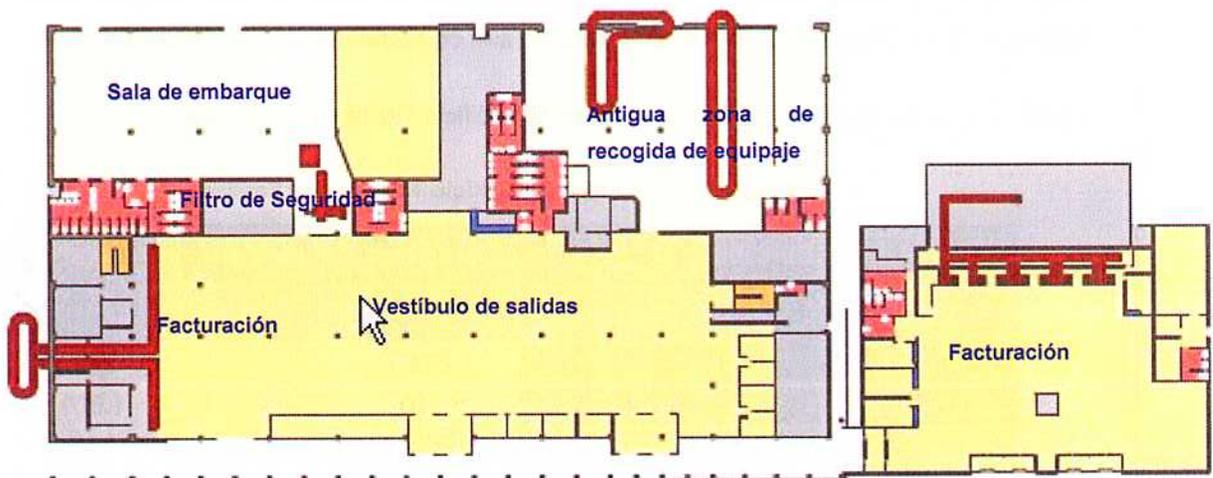 Sala de embarque
Antigua zona de
recogida de equipaje
Filtro de Seguridad
Facturación
Vestíbulo de salidas
Facturación